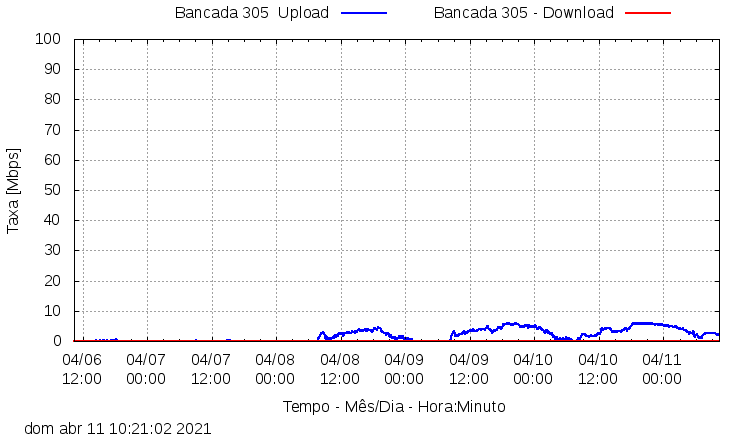 Bancada 305  Upload
Bancada 305 - Download
100
90
80
70
60
50
40
30
20
10
0
Taxa [Mbps]
04/06 04/07 04/07 04/08 04/08 04/09 04/09 04/10 04/10 04/11
12:00 00:00 12:00 00:00 12:00 00:00 12:00 00:00 12:00 00:00
Tempo - Mês/Dia - Hora:Minuto
dom abr 11 10:21:02 2021